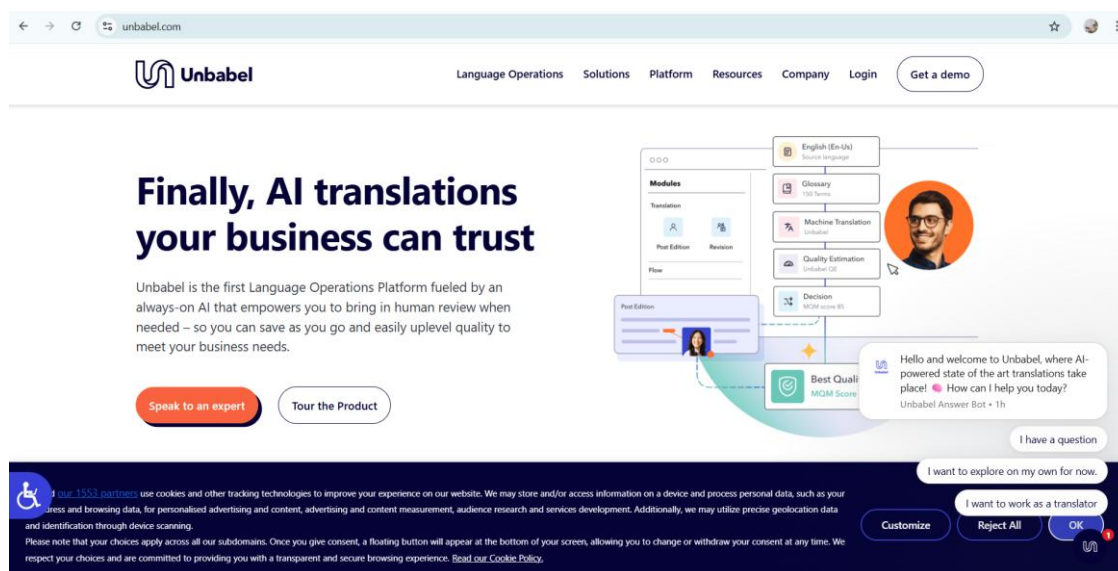 unbabel.com
Unbabel
Language Operations Solutions Platform Resources Company Login Get a demo
Finally, AI translations
your business can trust
Unbabel is the first Language Operations Platform fueled by an
always-on AI that empowers you to bring in human review when
needed – so you can save as you go and easily uplevel quality to
meet your business needs.
Speak to an expert Tour the Product
Modules
Translation
Post Edition Revision
Flow
Post Edition
English (En-Us)
Source language
Glossary
150 Terms
Machine Translation
Unbabel
Quality Estimation
Unbabel QE
Decision
MQM score 85
Best Quali
MQM Score
Hello and welcome to Unbabel, where AI-
powered state of the art translations take
place! 🧠 How can I help you today?
Unbabel Answer Bot • 1h
I have a question
I want to explore on my own for now.
I want to work as a translator
our 1553 partners use cookies and other tracking technologies to improve your experience on our website. We may store and/or access information on a device and process personal data, such as your
and browsing data, for personalised advertising and content, advertising and content measurement, audience research and services development. Additionally, we may utilize precise geolocation data
and identification through device scanning.
Please note that your choices apply across all our subdomains. Once you give consent, a floating button will appear at the bottom of your screen, allowing you to change or withdraw your consent at any time. We
respect your choices and are committed to providing you with a transparent and secure browsing experience. Read our Cookie Policy.
Customize Reject All OK
1